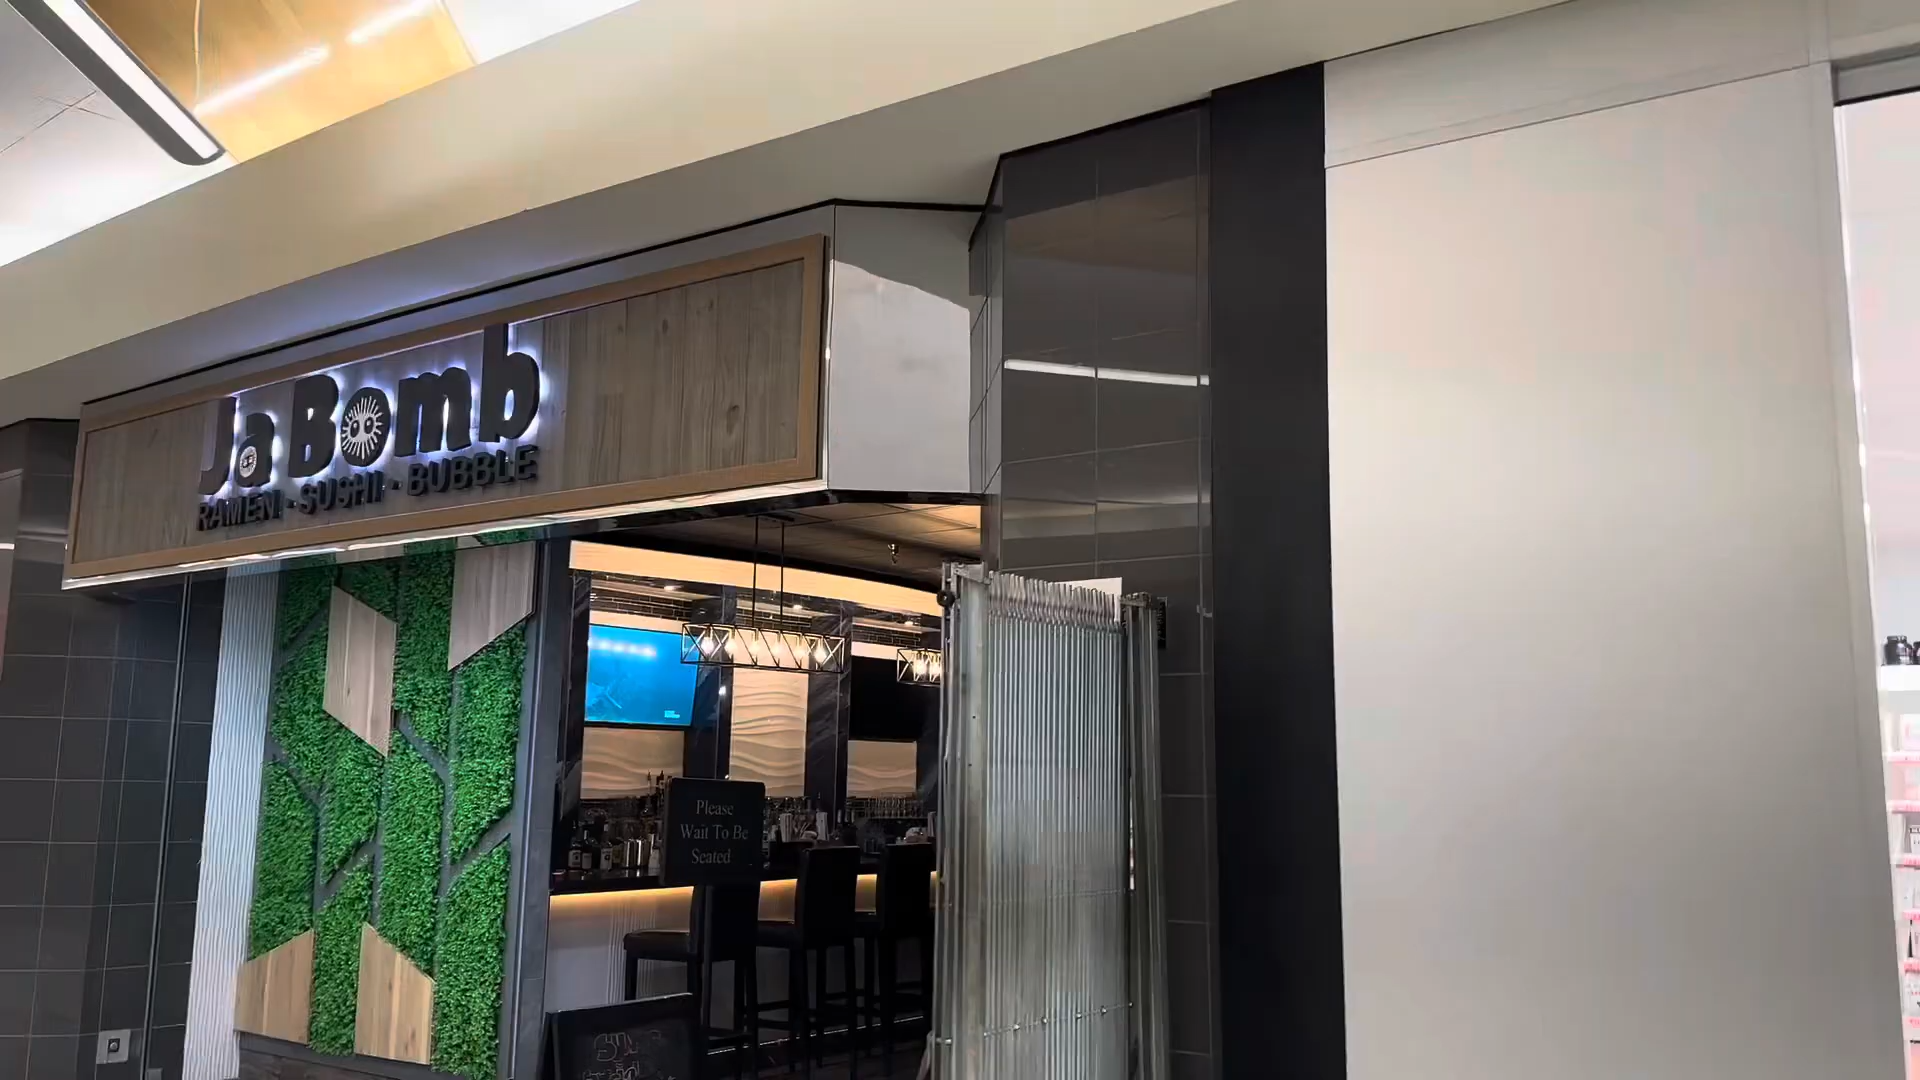 Ja Bomb
RAMEN · SUSHI · BUBBLE
Please
Wait To Be
Seated